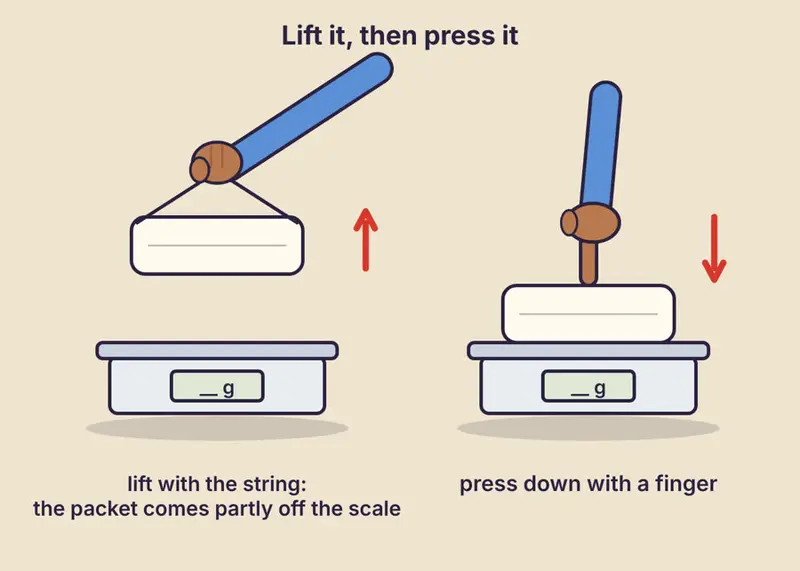 Lift it, then press it
__ g
__ g
lift with the string:
the packet comes partly off the scale
press down with a finger